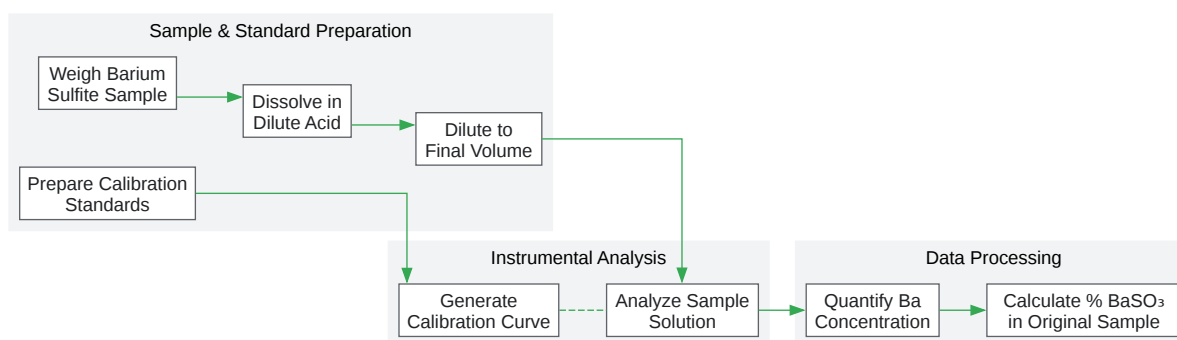 Sample & Standard Preparation
Weigh Barium
Sulfite Sample
Dissolve in
Dilute Acid
Dilute to
Final Volume
Prepare Calibration
Standards
Instrumental Analysis
Generate
Calibration Curve
Analyze Sample
Solution
Data Processing
Quantify Ba
Concentration
Calculate % BaSO₃
in Original Sample